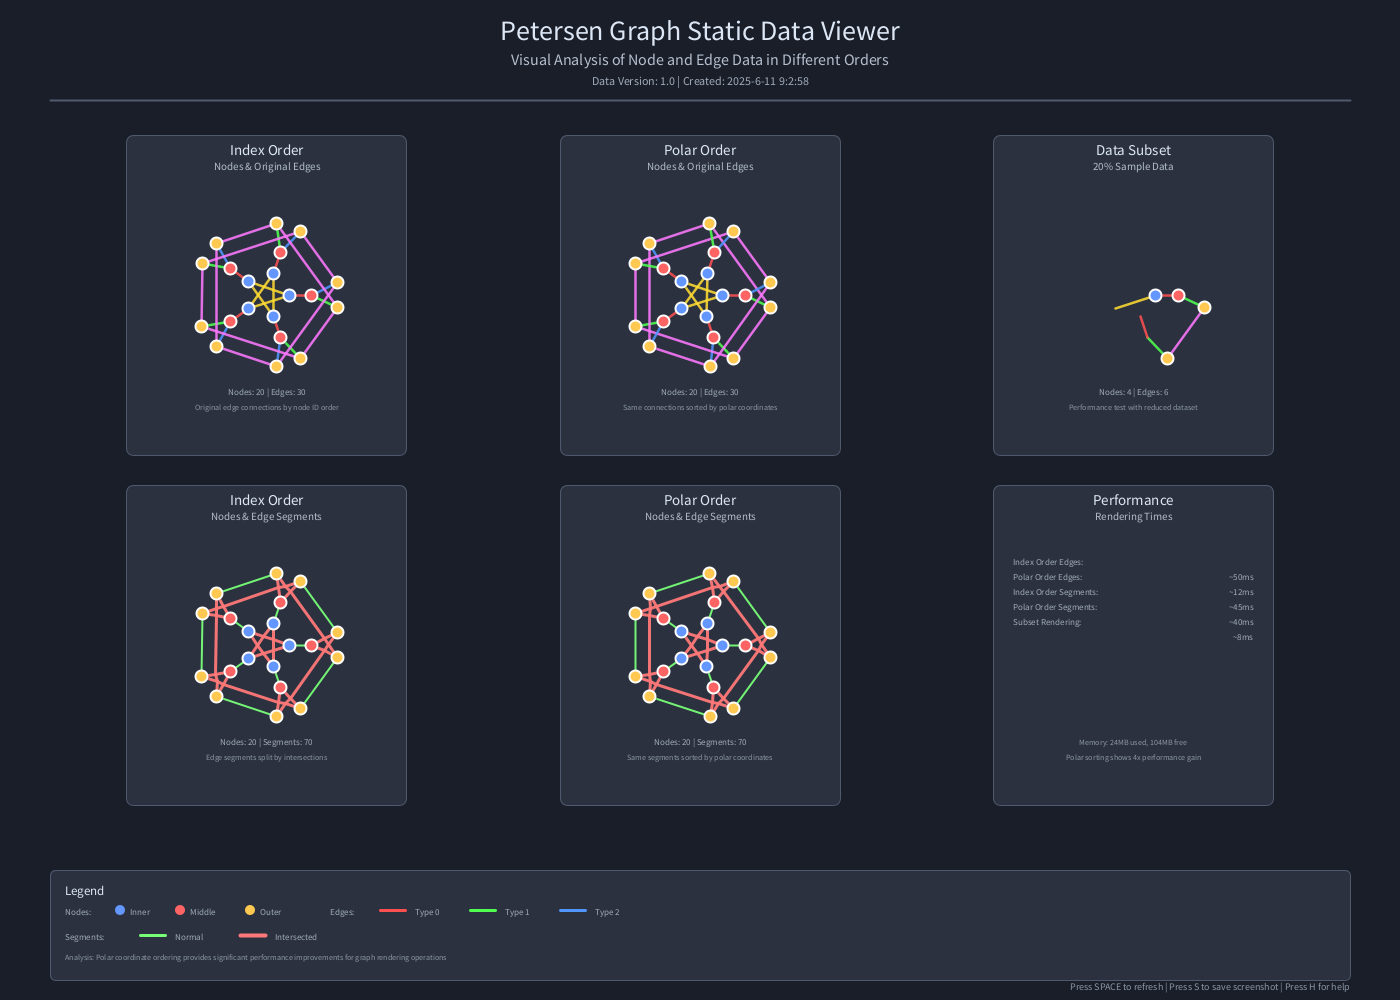 Petersen Graph Static Data Viewer
Visual Analysis of Node and Edge Data in Different Orders
Data Version: 1.0 | Created: 2025-6-11 9:2:58
Index Order
Nodes & Original Edges
Nodes: 20 | Edges: 30
Original edge connections by node ID order
Polar Order
Nodes & Original Edges
Nodes: 20 | Edges: 30
Same connections sorted by polar coordinates
Data Subset
20% Sample Data
Nodes: 4 | Edges: 6
Performance test with reduced dataset
Index Order
Nodes & Edge Segments
Nodes: 20 | Segments: 70
Edge segments split by intersections
Polar Order
Nodes & Edge Segments
Nodes: 20 | Segments: 70
Same segments sorted by polar coordinates
Performance
Rendering Times
Index Order Edges:
Polar Order Edges: ~50ms
Index Order Segments: ~12ms
Polar Order Segments: ~45ms
Subset Rendering: ~40ms
~8ms
Memory: 24MB used, 104MB free
Polar sorting shows 4x performance gain
Legend
Nodes: Inner Middle Outer Edges: Type 0 Type 1 Type 2
Segments: Normal Intersected
Analysis: Polar coordinate ordering provides significant performance improvements for graph rendering operations
Press SPACE to refresh | Press S to save screenshot | Press H for help